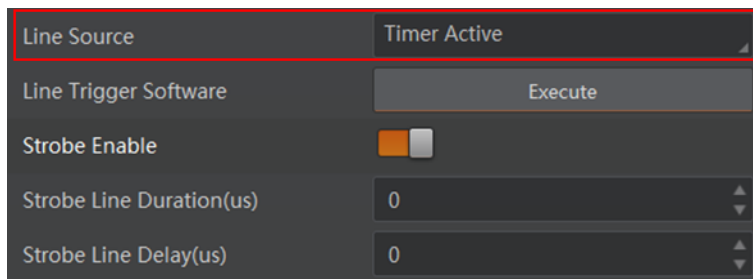 Line Source Timer Active
Line Trigger Software Execute
Strobe Enable
Strobe Line Duration(us) 0
Strobe Line Delay(us) 0